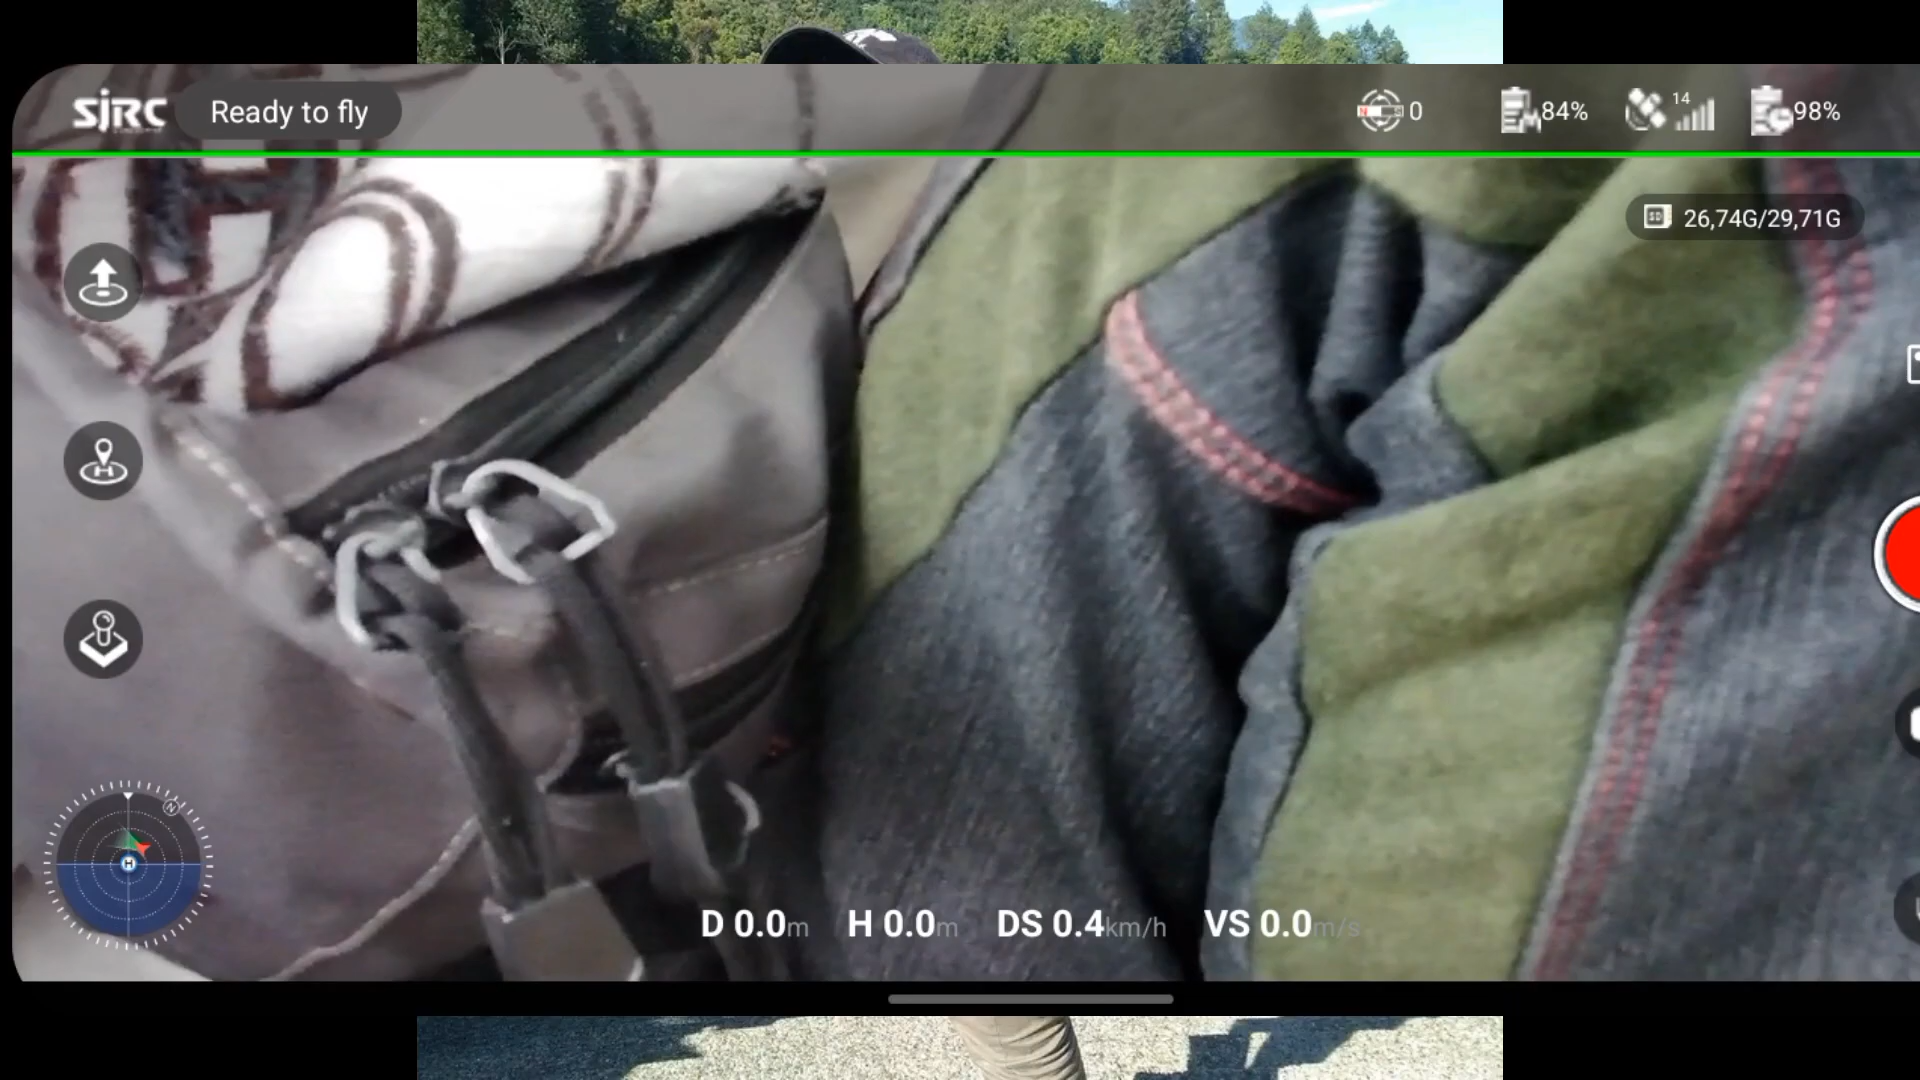 SJRC
Ready to fly
0
84%
14
98%
26,74G/29,71G
N
H
D 0.0m H 0.0m DS 0.4km/h VS 0.0m/s